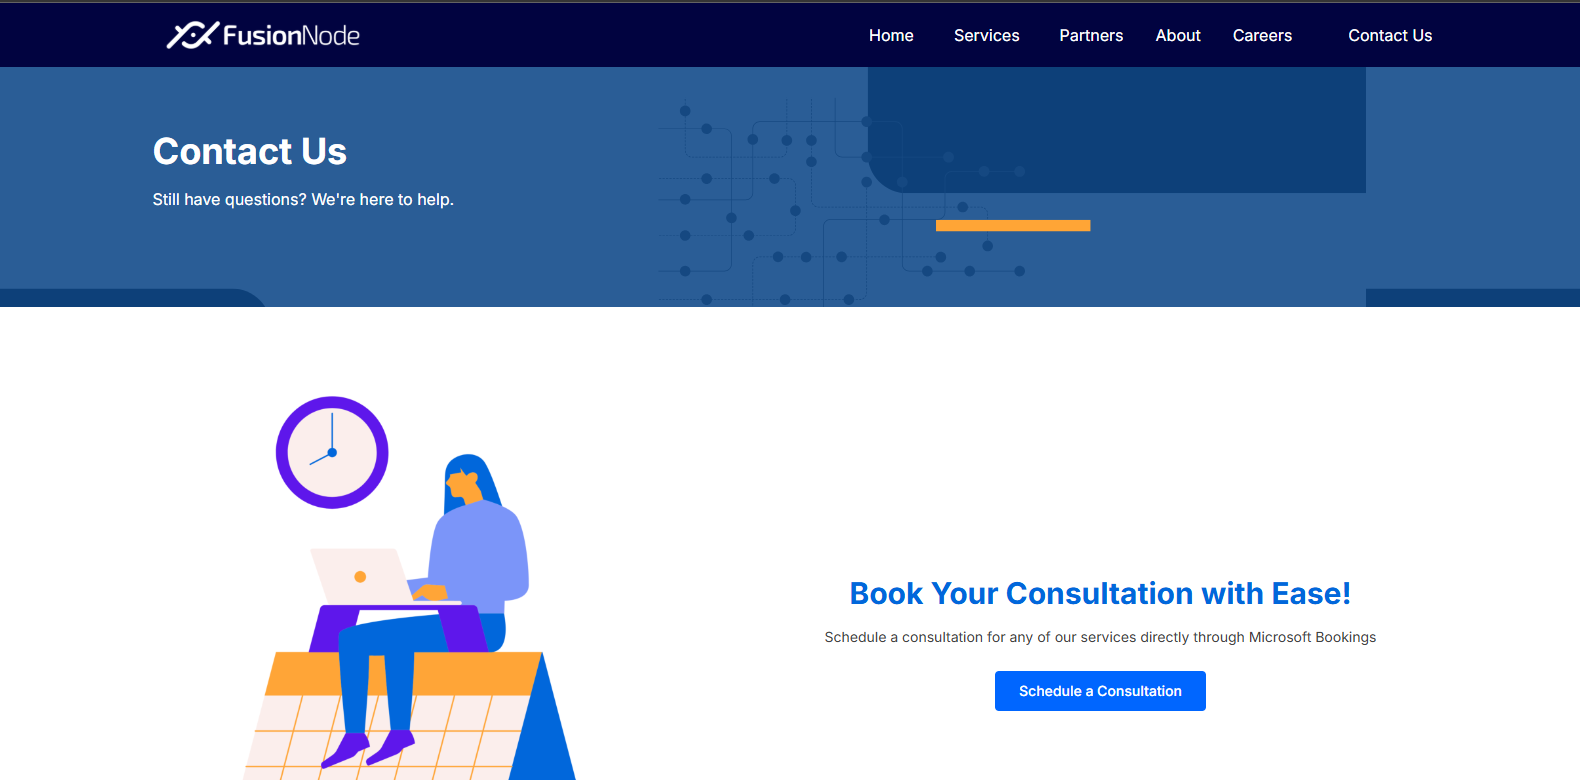 FusionNode
Home Services Partners About Careers Contact Us
Contact Us
Still have questions? We're here to help.
Book Your Consultation with Ease!
Schedule a consultation for any of our services directly through Microsoft Bookings
Schedule a Consultation